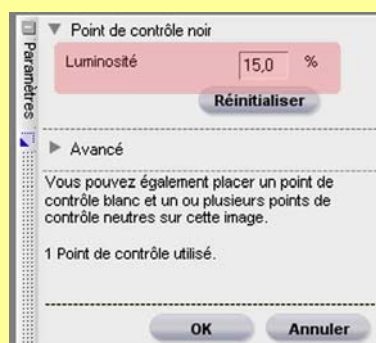 Paramètres
Point de contrôle noir
Luminosité 15,0 %
Réinitialiser
Avancé
Vous pouvez également placer un point de
contrôle blanc et un ou plusieurs points de
contrôle neutres sur cette image.
1 Point de contrôle utilisé.
OK Annuler